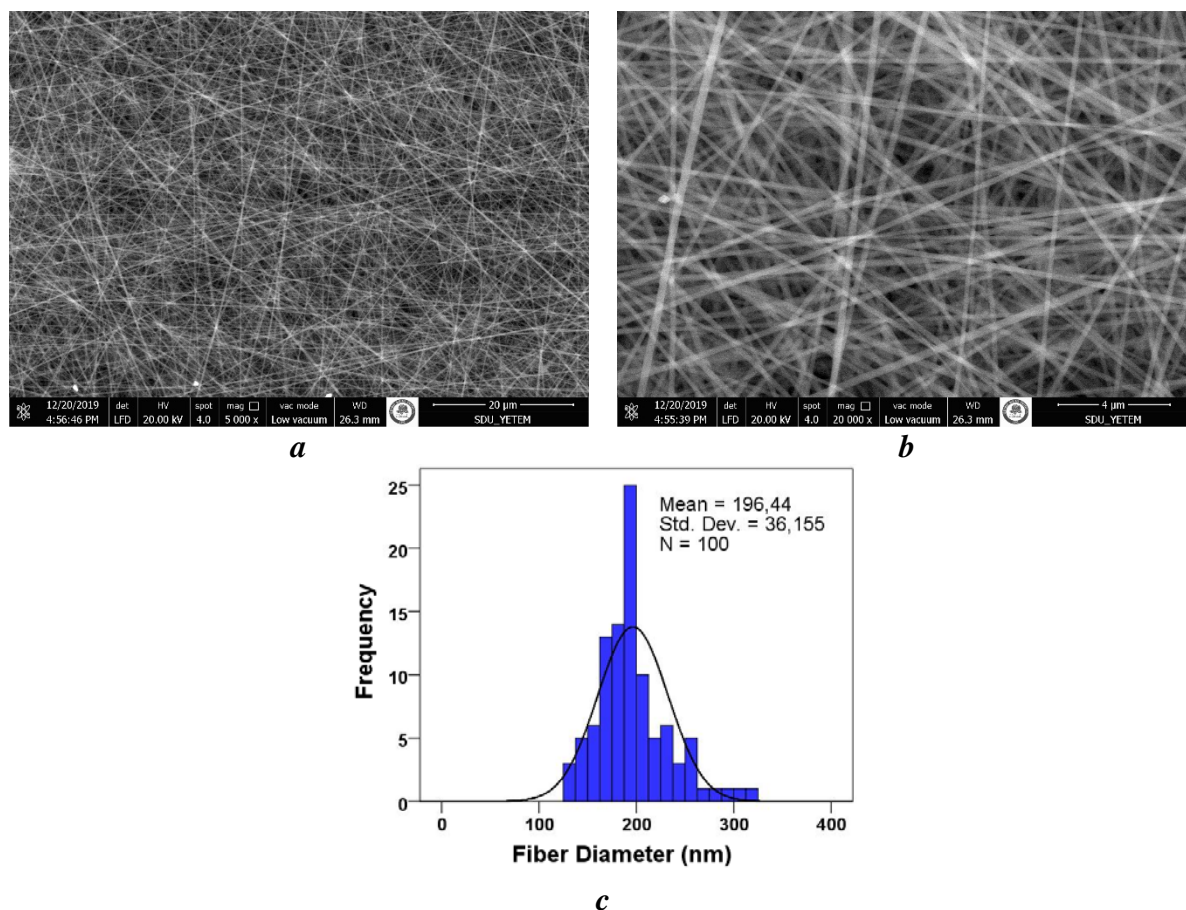 12/20/2019 det HV spot mag □ vac mode WD 20 µm
4:56:46 PM LFD 20.00 kV 4.0 5 000 x Low vacuum 26.3 mm SDU_YETEM
12/20/2019 det HV spot mag □ vac mode WD 4 µm
4:55:39 PM LFD 20.00 kV 4.0 20 000 x Low vacuum 26.3 mm SDU_YETEM
a
b
Mean = 196,44
Std. Dev. = 36,155
N = 100
Frequency
25
20
15
10
5
0
0 100 200 300 400
Fiber Diameter (nm)
c